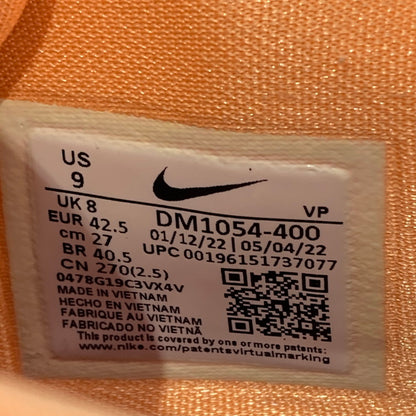 US
9
UK 8
EUR 42.5
cm 27
BR 40.5
CN 270(2.5)
VP
DM1054-400
01/12/22 | 05/04/22
UPC 00196151737077
0478G19C3VX4V
MADE IN VIETNAM
HECHO EN VIETNAM
FABRIQUE AU VIETNAM
FABRICADO NO VIETNÃ
This product is covered by one or more patents:
www.nike.com/patentsvirtualmarking